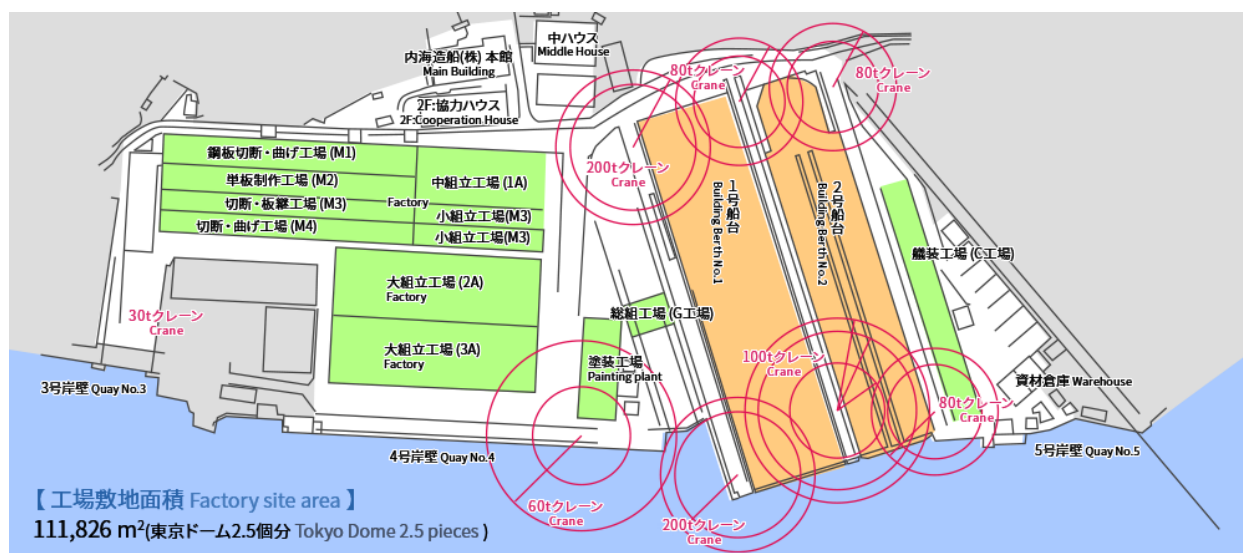 中ハウス
Middle House
内海造船(株) 本館
Main Building
2F:協力ハウス
2F:Cooperation House
80tクレーン
Crane
80tクレーン
Crane
200tクレーン
Crane
鋼板切断・曲げ工場 (M1)
単板制作工場 (M2)
切断・板継工場 (M3)
切断・曲げ工場 (M4)
Factory
中組立工場 (1A)
小組立工場 (M3)
小組立工場(M3)
1号船台
Building Berth No.1
2号船台
Building Berth No.2
艤装工場 (C工場)
大組立工場 (2A)
Factory
大組立工場 (3A)
Factory
総組工場 (G工場)
塗装工場
Painting plant
30tクレーン
Crane
100tクレーン
Crane
80tクレーン
Crane
資材倉庫 Warehouse
3号岸壁 Quay No.3
4号岸壁 Quay No.4
5号岸壁 Quay No.5
60tクレーン
Crane
200tクレーン
Crane
【 工場敷地面積 Factory site area 】
111,826 m²(東京ドーム2.5個分 Tokyo Dome 2.5 pieces )